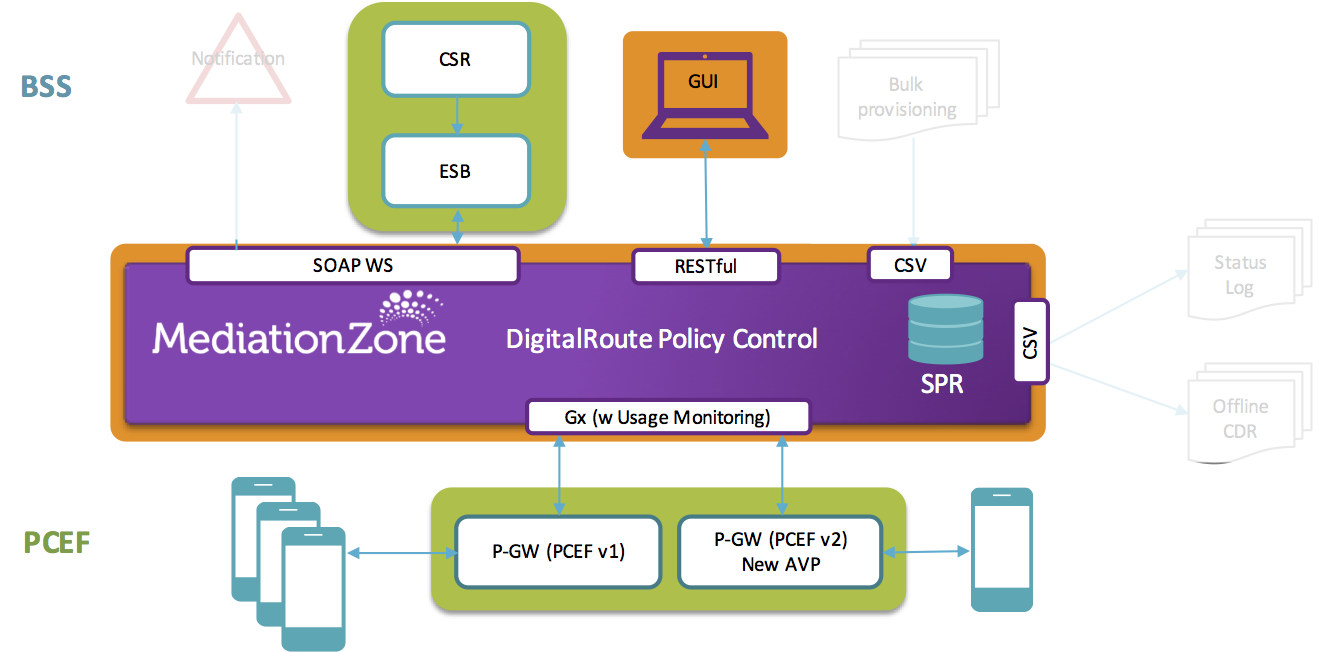 Notification
CSR
GUI
Bulk
provisioning
BSS
ESB
SOAP WS
RESTful
CSV
Status
Log
MediationZone
DigitalRoute Policy Control
SPR
CSV
Gx (w Usage Monitoring)
Offline
CDR
PCEF
P-GW (PCEF v1)
P-GW (PCEF v2)
New AVP